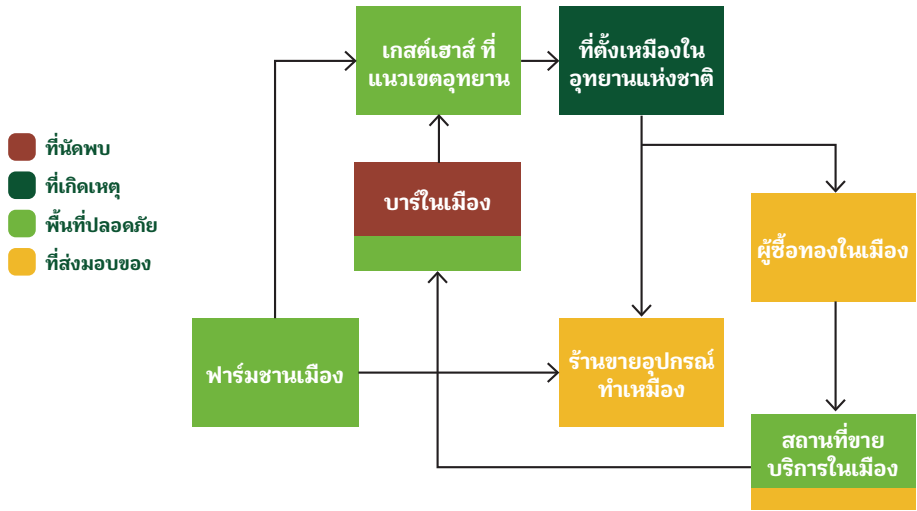 เกสต์เฮาส์ ที่
แนวเขตอุทยาน
ที่ตั้งเหมืองใน
อุทยานแห่งชาติ
ที่นัดพบ
ที่เกิดเหตุ
พื้นที่ปลอดภัย
ที่ส่งมอบของ
บาร์ในเมือง
ผู้ซื้อทองในเมือง
ฟาร์มชานเมือง
ร้านขายอุปกรณ์
ทำเหมือง
สถานที่ขาย
บริการในเมือง